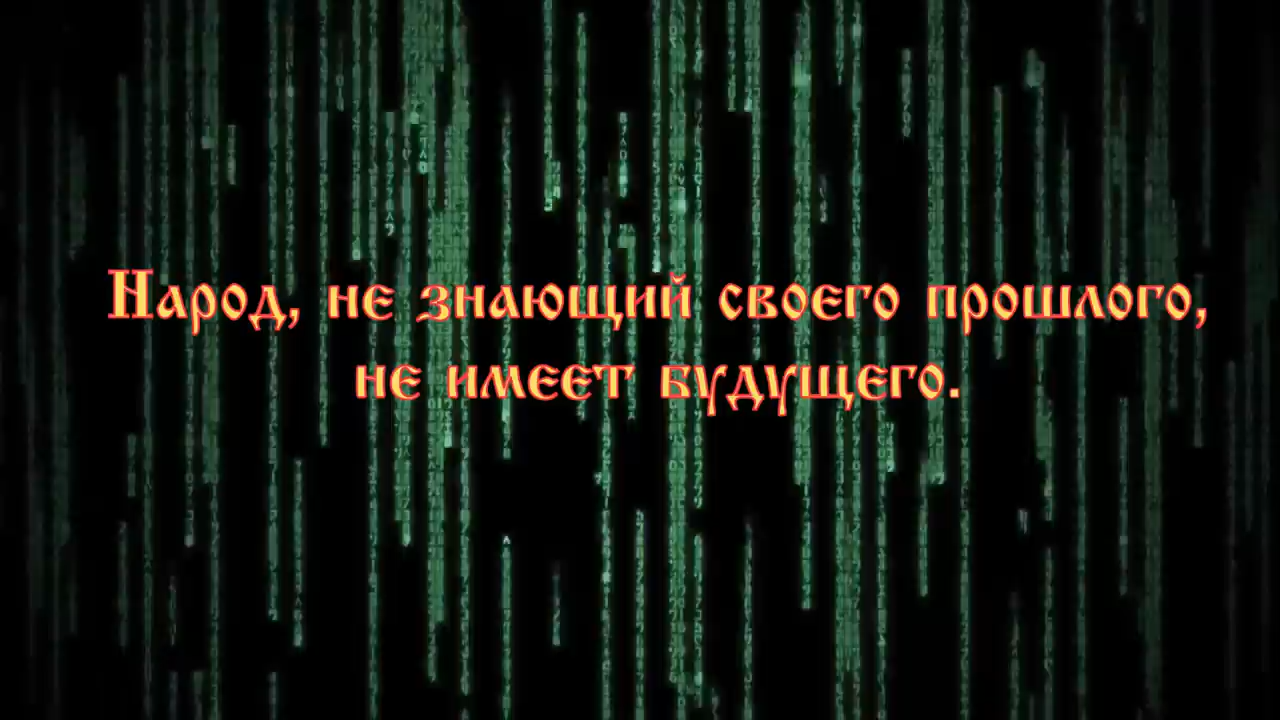 Народ, не знающий своего прошлого,
не имеет будущего.